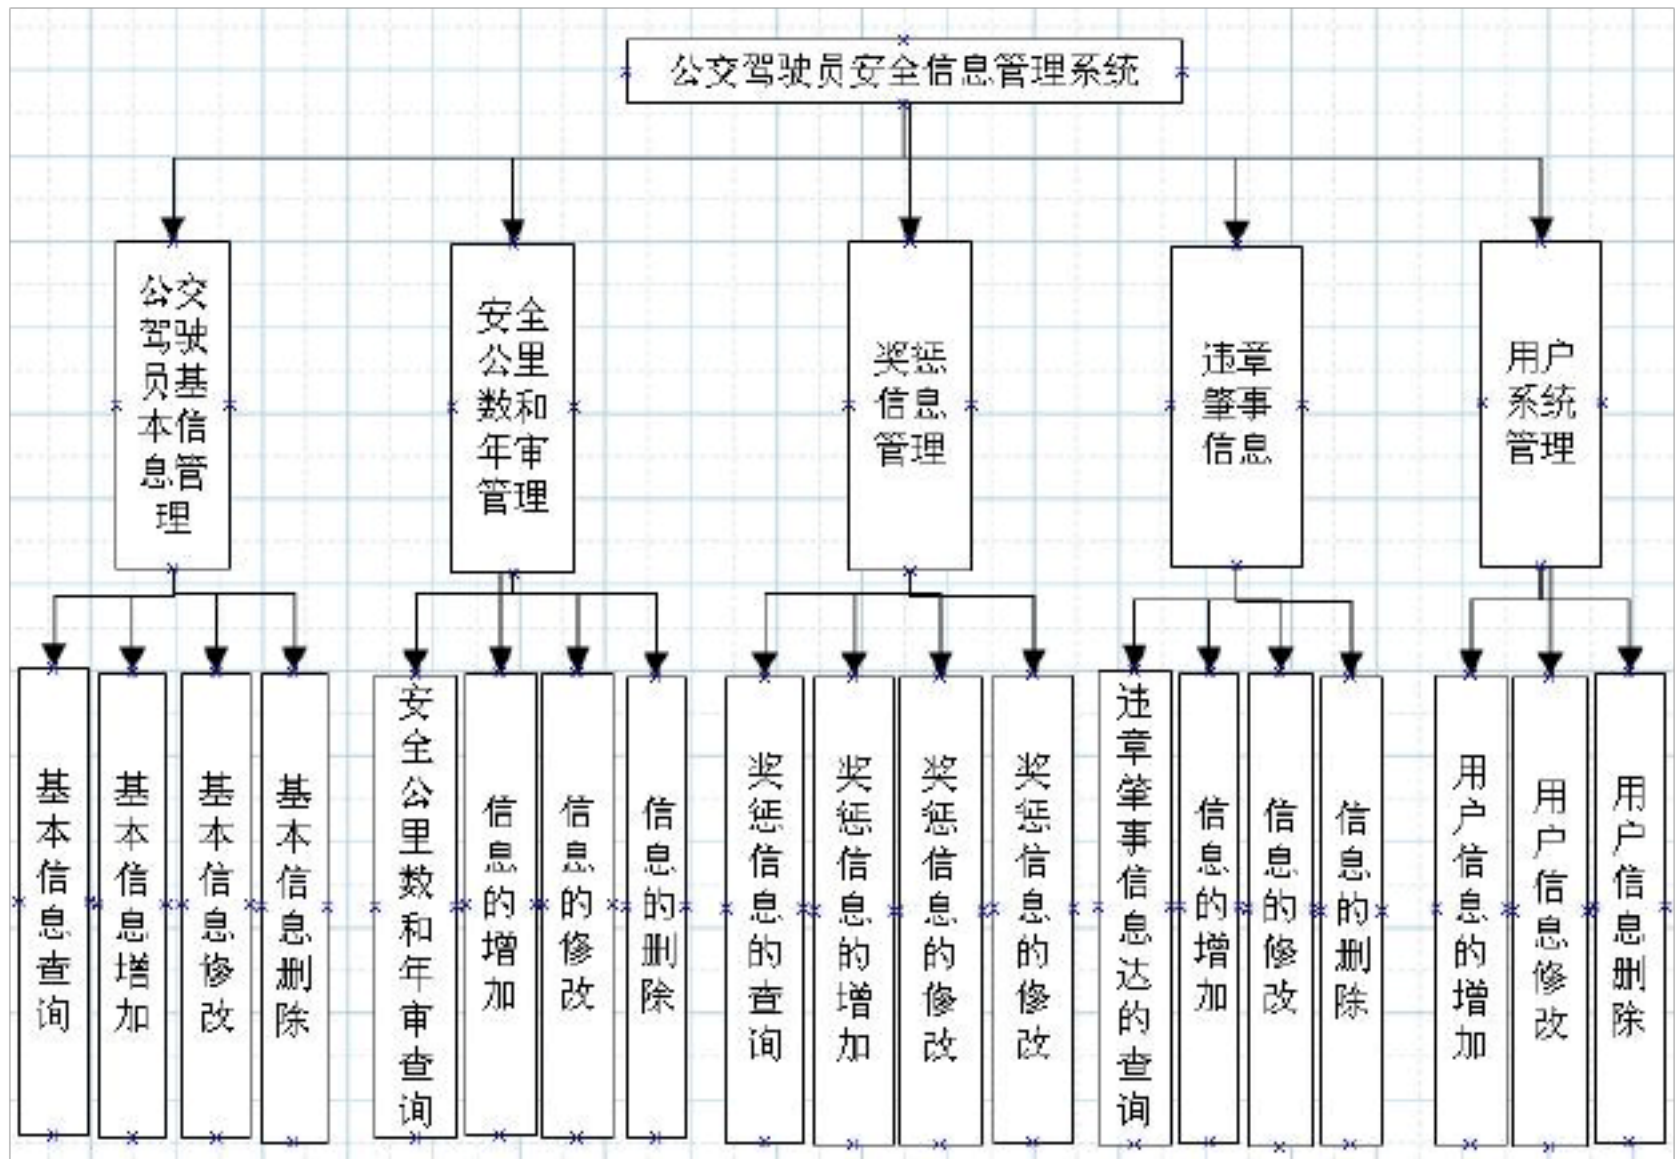 公交驾驶员安全信息管理系统
公交
驾驶
员基
本信
息管
理
安全
公里
数和
年审
管理
奖惩
信息
管理
违章
肇事
信息
用户
系统
管理
基本信息查询
基本信息增加
基本信息修改
基本信息删除
安全公里数和年审查询
信息的增加
信息的修改
信息的删除
奖惩信息的查询
奖惩信息的增加
奖惩信息的修改
奖惩信息的修改
违章肇事信息达的查询
信息的增加
信息的修改
信息的删除
用户信息的增加
用户信息修改
用户信息删除